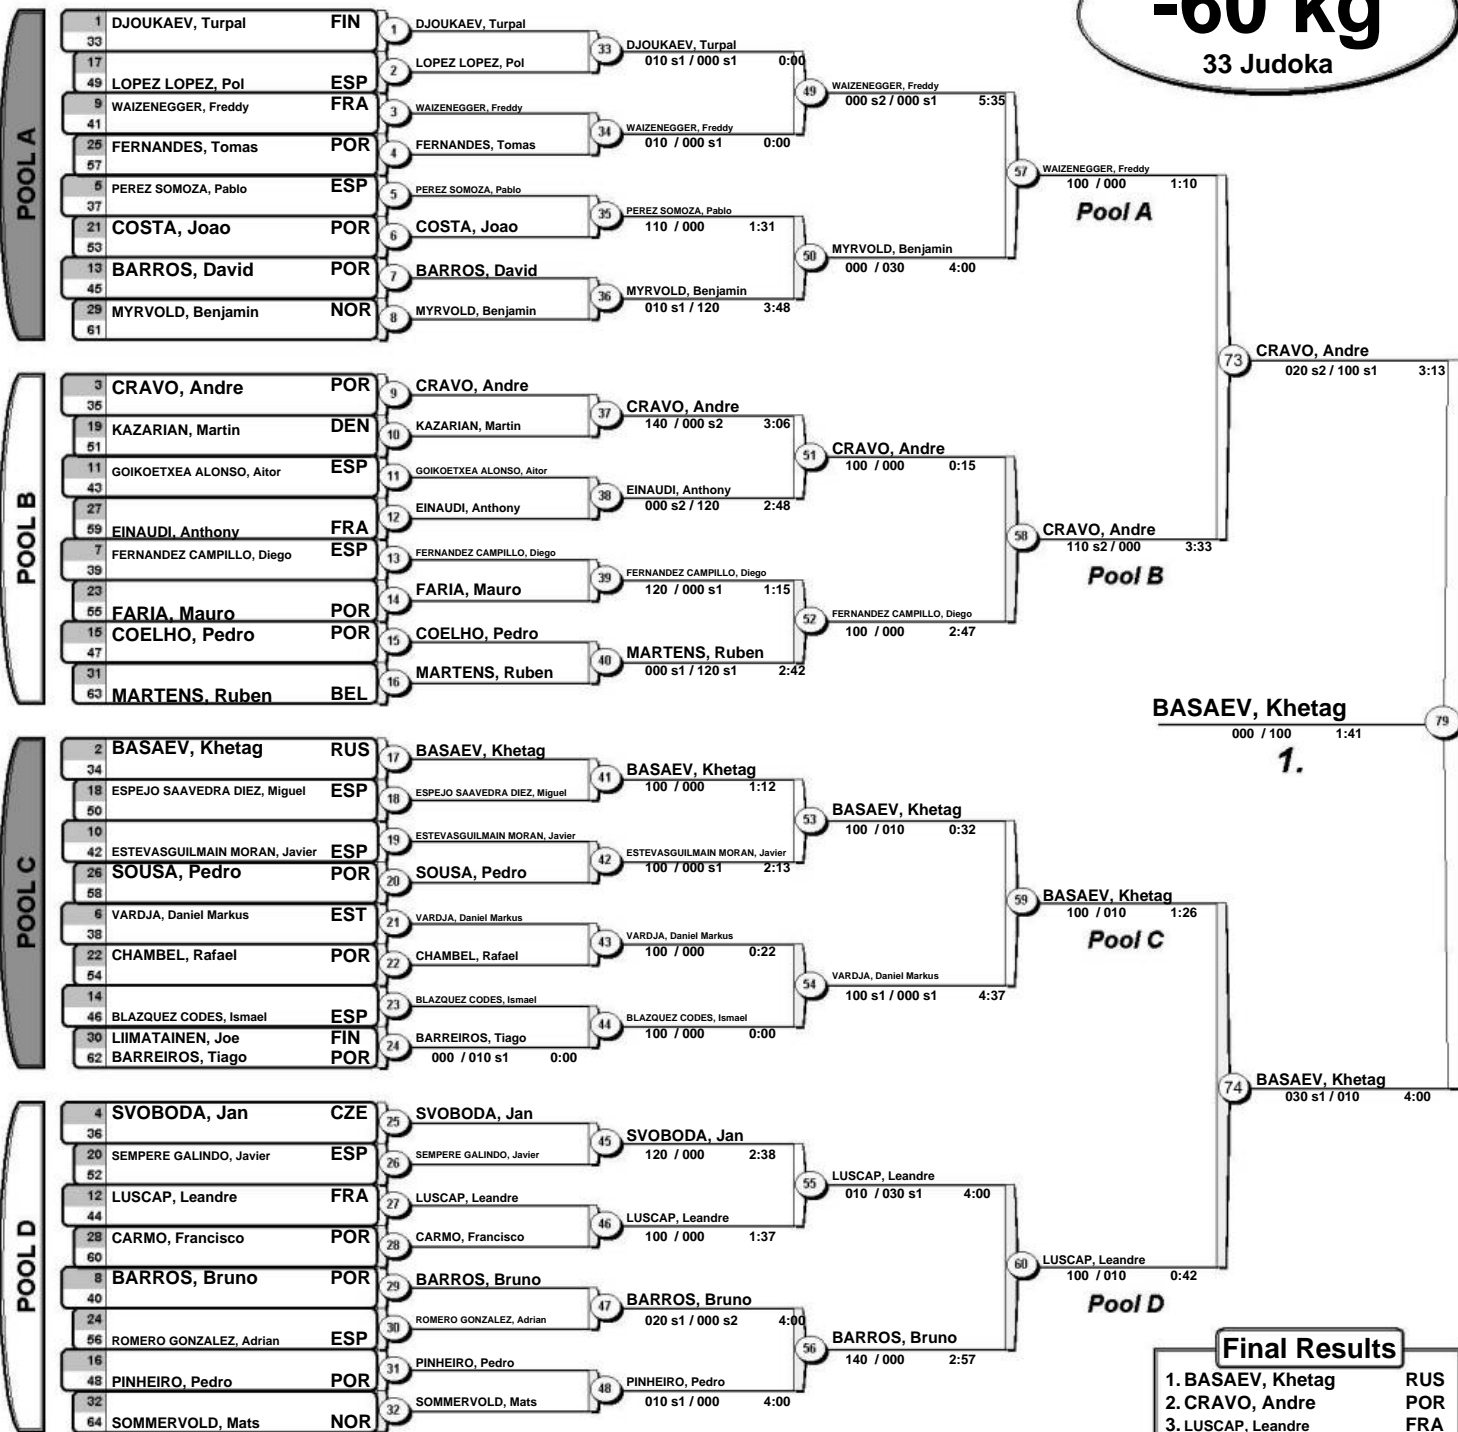 -60 kg
33 Judoka
POOL A
1 DJOUKAEV, Turpal FIN
33
17
49 LOPEZ LOPEZ, Pol ESP
9 WAIZENEGGER, Freddy FRA
41
25 FERNANDES, Tomas POR
57
5 PEREZ SOMOZA, Pablo ESP
37
21 COSTA, Joao POR
53
13 BARROS, David POR
45
29 MYRVOLD, Benjamin NOR
61
1 DJOUKAEV, Turpal
2 LOPEZ LOPEZ, Pol
3 WAIZENEGGER, Freddy
4 FERNANDES, Tomas
5 PEREZ SOMOZA, Pablo
6 COSTA, Joao
7 BARROS, David
8 MYRVOLD, Benjamin
33 DJOUKAEV, Turpal
010 s1 / 000 s1 0:00
34 WAIZENEGGER, Freddy
010 / 000 s1 0:00
35 PEREZ SOMOZA, Pablo
110 / 000 1:31
36 MYRVOLD, Benjamin
010 s1 / 120 3:48
49 WAIZENEGGER, Freddy
000 s2 / 000 s1 5:35
50 MYRVOLD, Benjamin
000 / 030 4:00
57 WAIZENEGGER, Freddy
100 / 000 1:10
Pool A
POOL B
3 CRAVO, Andre POR
35
19 KAZARIAN, Martin DEN
51
11 GOIKOETXEA ALONSO, Aitor ESP
43
27
59 EINAUDI, Anthony FRA
7 FERNANDEZ CAMPILLO, Diego ESP
39
23
55 FARIA, Mauro POR
15 COELHO, Pedro POR
47
31
63 MARTENS, Ruben BEL
9 CRAVO, Andre
10 KAZARIAN, Martin
11 GOIKOETXEA ALONSO, Aitor
12 EINAUDI, Anthony
13 FERNANDEZ CAMPILLO, Diego
14 FARIA, Mauro
15 COELHO, Pedro
16 MARTENS, Ruben
37 CRAVO, Andre
140 / 000 s2 3:06
38 EINAUDI, Anthony
000 s2 / 120 2:48
39 FERNANDEZ CAMPILLO, Diego
120 / 000 s1 1:15
40 MARTENS, Ruben
000 s1 / 120 s1 2:42
51 CRAVO, Andre
100 / 000 0:15
52 FERNANDEZ CAMPILLO, Diego
100 / 000 2:47
58 CRAVO, Andre
110 s2 / 000 3:33
Pool B
73 CRAVO, Andre
020 s2 / 100 s1 3:13
BASAEV, Khetag 79
000 / 100 1:41
1.
POOL C
2 BASAEV, Khetag RUS
34
18 ESPEJO SAAVEDRA DIEZ, Miguel ESP
50
10
42 ESTEVASGUILMAIN MORAN, Javier ESP
26 SOUSA, Pedro POR
58
6 VARDJA, Daniel Markus EST
38
22 CHAMBEL, Rafael POR
54
14
46 BLAZQUEZ CODES, Ismael ESP
30 LIIMATAINEN, Joe FIN
62 BARREIROS, Tiago POR
17 BASAEV, Khetag
18 ESPEJO SAAVEDRA DIEZ, Miguel
19 ESTEVASGUILMAIN MORAN, Javier
20 SOUSA, Pedro
21 VARDJA, Daniel Markus
22 CHAMBEL, Rafael
23 BLAZQUEZ CODES, Ismael
24 BARREIROS, Tiago
000 / 010 s1 0:00
41 BASAEV, Khetag
100 / 000 1:12
42 ESTEVASGUILMAIN MORAN, Javier
100 / 000 s1 2:13
43 VARDJA, Daniel Markus
100 / 000 0:22
44 BLAZQUEZ CODES, Ismael
100 / 000 0:00
53 BASAEV, Khetag
100 / 010 0:32
54 VARDJA, Daniel Markus
100 s1 / 000 s1 4:37
59 BASAEV, Khetag
100 / 010 1:26
Pool C
74 BASAEV, Khetag
030 s1 / 010 4:00
POOL D
4 SVOBODA, Jan CZE
36
20 SEMPERE GALINDO, Javier ESP
52
12 LUSCAP, Leandre FRA
44
28 CARMO, Francisco POR
60
8 BARROS, Bruno POR
40
24
56 ROMERO GONZALEZ, Adrian ESP
16
48 PINHEIRO, Pedro POR
32
64 SOMMERVOLD, Mats NOR
25 SVOBODA, Jan
26 SEMPERE GALINDO, Javier
27 LUSCAP, Leandre
28 CARMO, Francisco
29 BARROS, Bruno
30 ROMERO GONZALEZ, Adrian
31 PINHEIRO, Pedro
32 SOMMERVOLD, Mats
45 SVOBODA, Jan
120 / 000 2:38
46 LUSCAP, Leandre
100 / 000 1:37
47 BARROS, Bruno
020 s1 / 000 s2 4:00
48 PINHEIRO, Pedro
010 s1 / 000 4:00
55 LUSCAP, Leandre
010 / 030 s1 4:00
56 BARROS, Bruno
140 / 000 2:57
60 LUSCAP, Leandre
100 / 010 0:42
Pool D
Final Results
1. BASAEV, Khetag RUS
2. CRAVO, Andre POR
3. LUSCAP, Leandre FRA